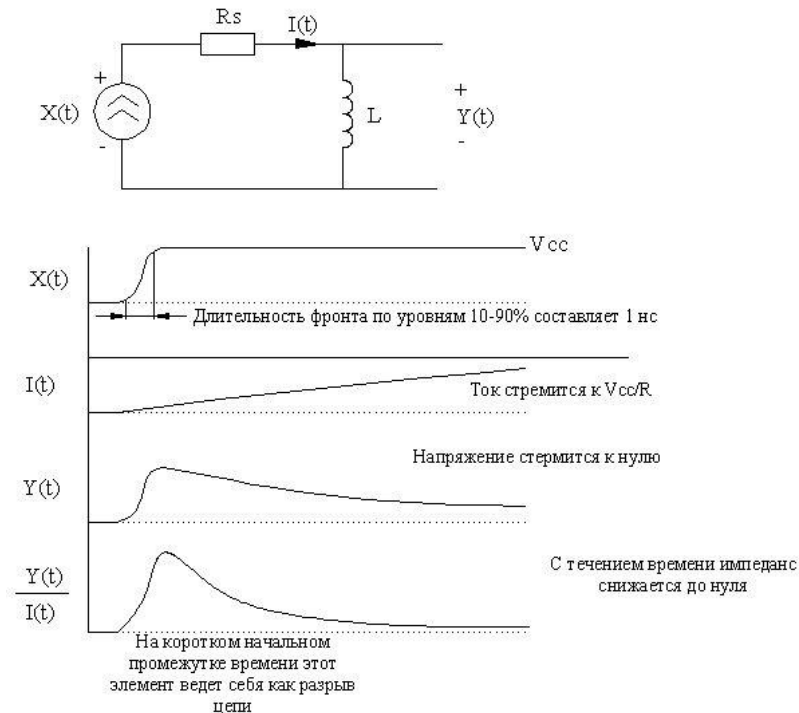 Rs
I(t)
+
X(t)
-
L
+
Y(t)
-
Vcc
X(t)
Длительность фронта по уровням 10-90% составляет 1 нс
I(t)
Ток стремится к Vcc/R
Напряжение стермится к нулю
Y(t)
Y(t)
I(t)
С течением времени импеданс
снижается до нуля
На коротком начальном
промежутке времени этот
элемент ведет себя как разрыв
цепи